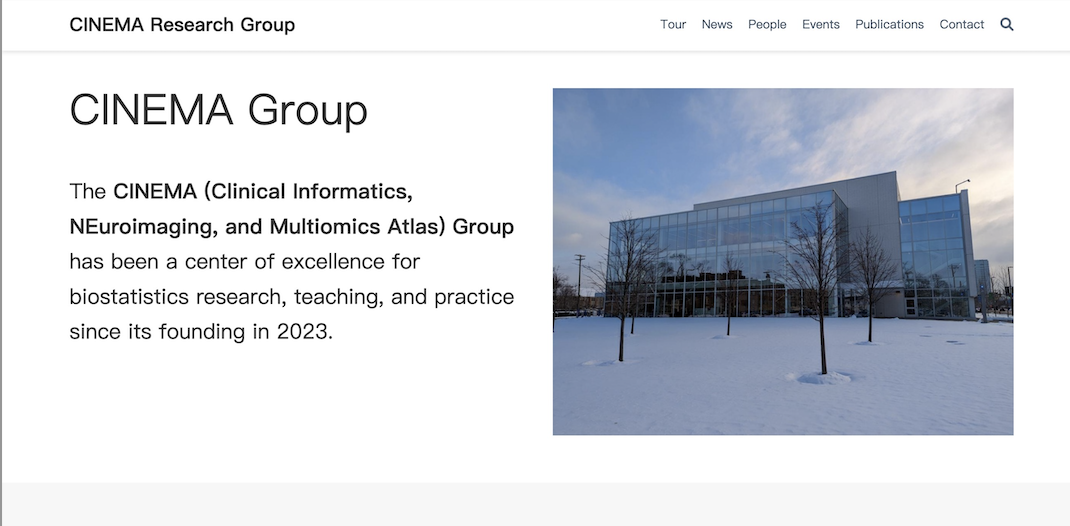 CINEMA Research Group
Tour News People Events Publications Contact
CINEMA Group
The CINEMA (Clinical Informatics,
NEuroimaging, and Multiomics Atlas) Group
has been a center of excellence for
biostatistics research, teaching, and practice
since its founding in 2023.